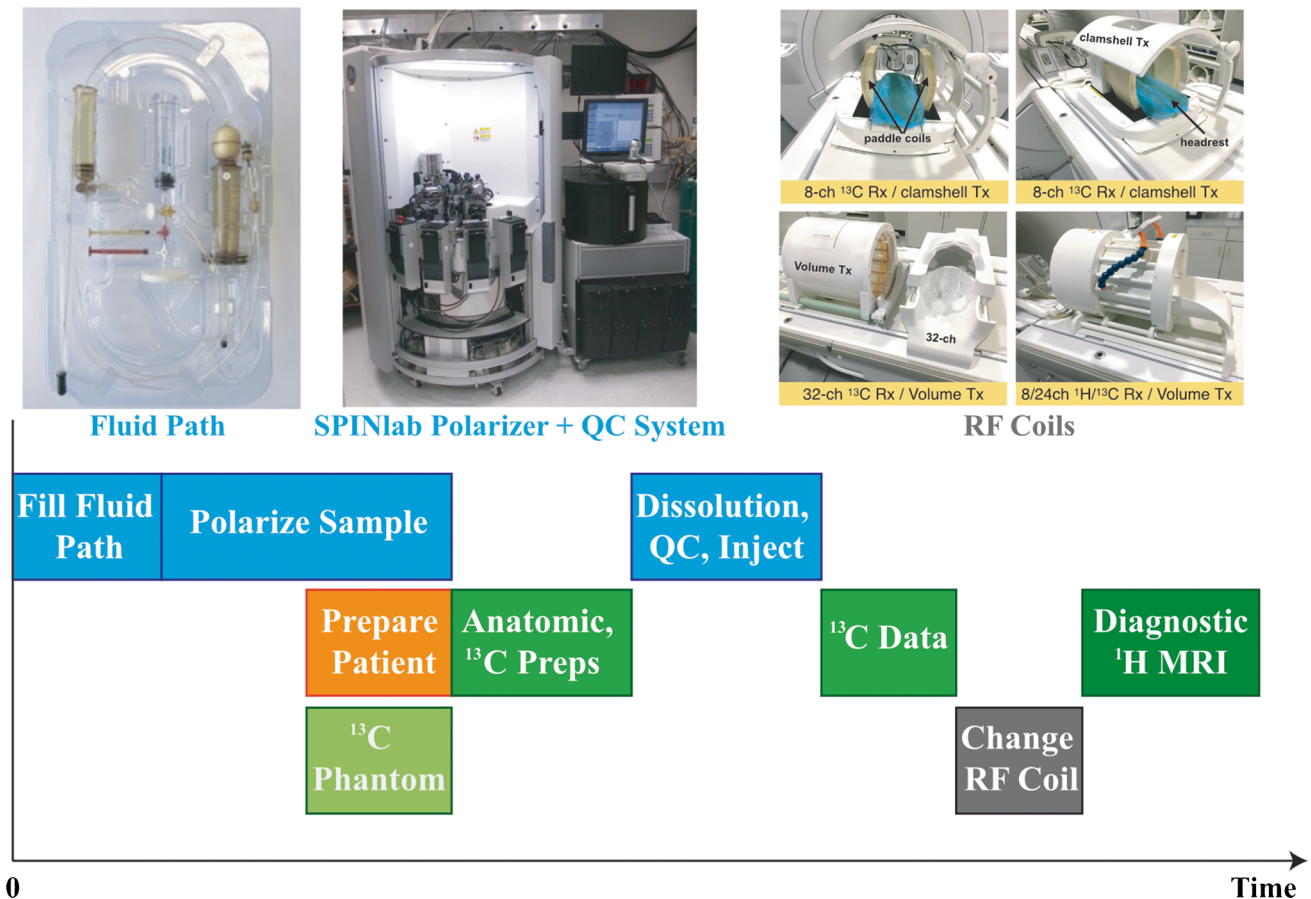 clamshell Tx
paddle coils
headrest
8-ch ¹³C Rx / clamshell Tx
8-ch ¹³C Rx / clamshell Tx
Volume Tx
32-ch
32-ch ¹³C Rx / Volume Tx
8/24ch ¹H/¹³C Rx / Volume Tx
Fluid Path
SPINlab Polarizer + QC System
RF Coils
Fill Fluid
Path
Polarize Sample
Dissolution,
QC, Inject
Prepare
Patient
Anatomic,
¹³C Preps
¹³C Data
Diagnostic
¹H MRI
¹³C
Phantom
Change
RF Coil
0
Time